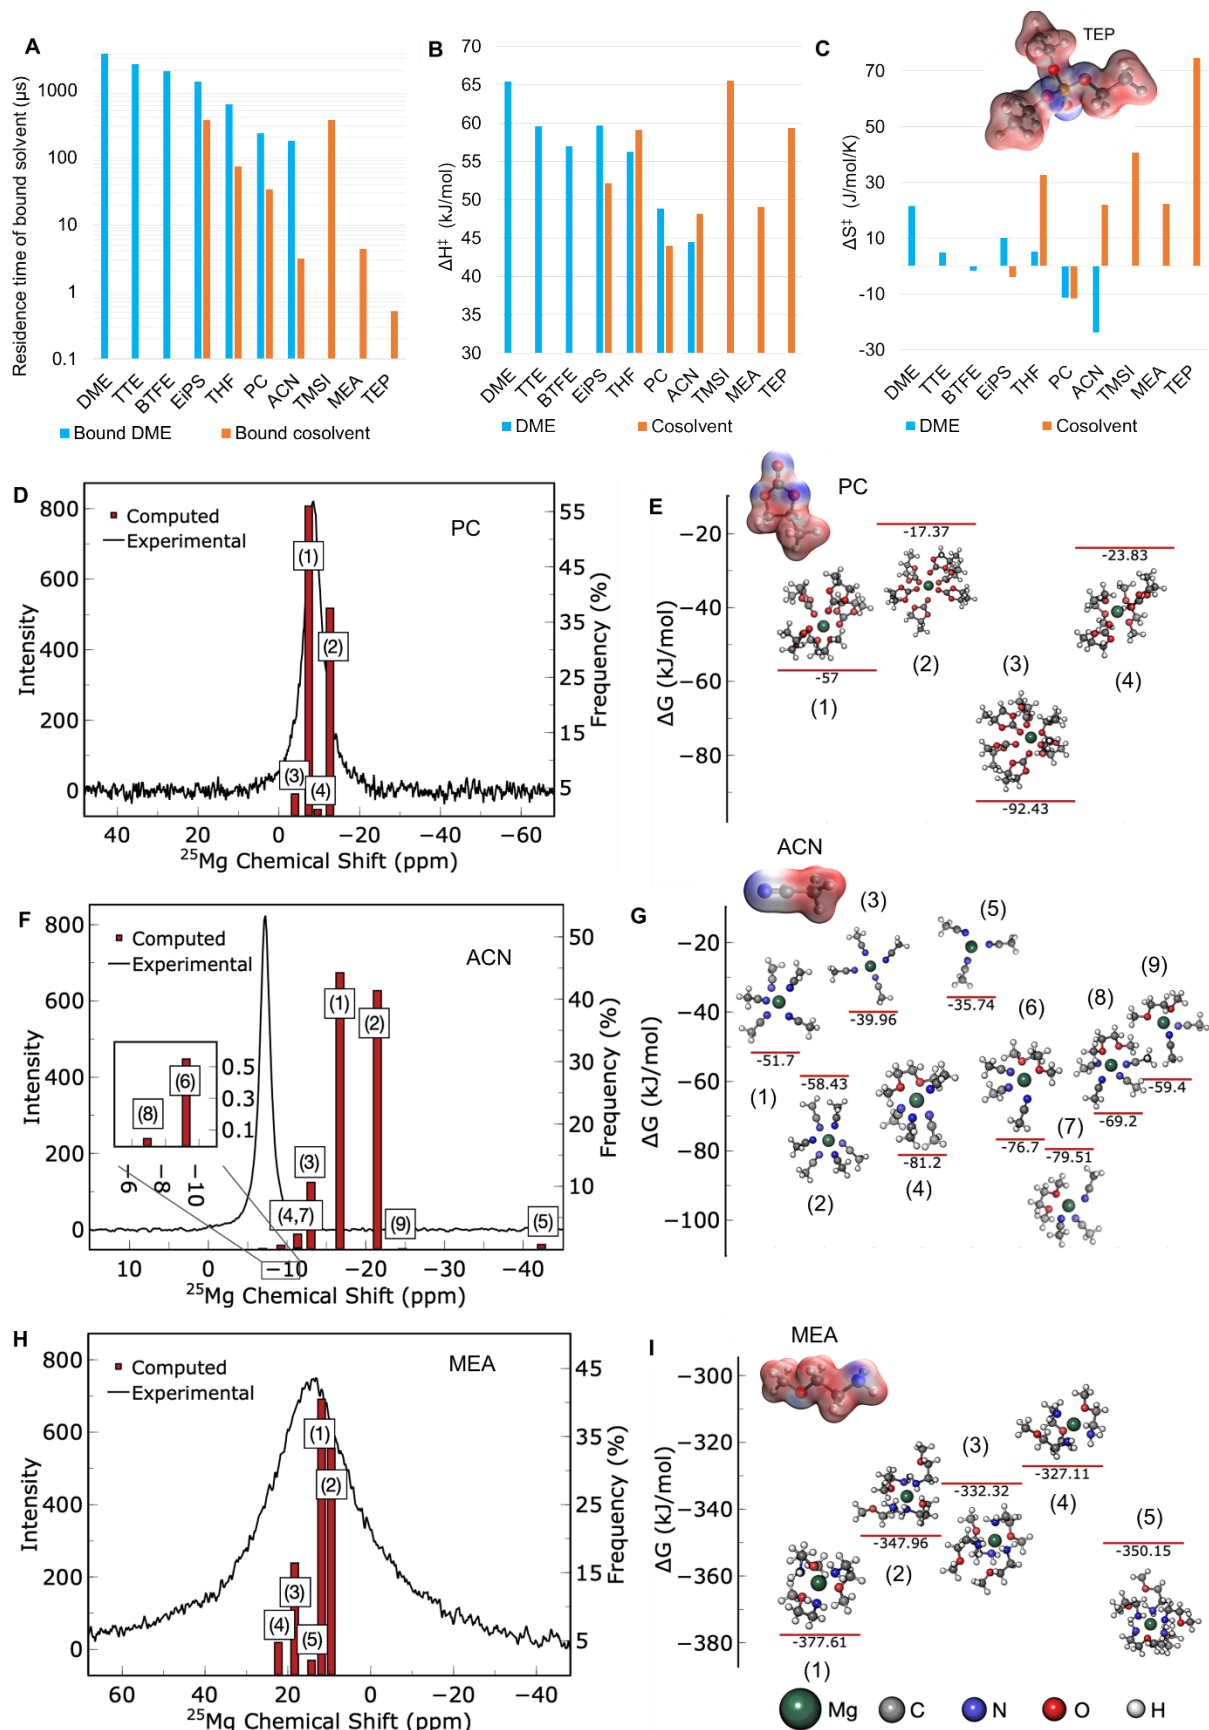 A
Residence time of bound solvent (µs)
1000
100
10
1
0.1
DME
TTE
BTFE
EiPS
THF
PC
ACN
TMSI
MEA
TEP
Bound DME
Bound cosolvent
B
ΔH‡ (kJ/mol)
70
65
60
55
50
45
40
35
30
DME
TTE
BTFE
EiPS
THF
PC
ACN
TMSI
MEA
TEP
DME
Cosolvent
C
TEP
ΔS‡ (J/mol/K)
70
50
30
10
-10
-30
DME
TTE
BTFE
EiPS
THF
PC
ACN
TMSI
MEA
TEP
DME
Cosolvent
D
Computed
Experimental
PC
Intensity
800
600
400
200
0
Frequency (%)
55
45
35
25
15
5
(1)
(2)
(3)
(4)
40
20
0
−20
−40
−60
25Mg Chemical Shift (ppm)
E
PC
ΔG (kJ/mol)
−20
−40
−60
−80
-57
(1)
-17.37
(2)
(3)
-92.43
-23.83
(4)
F
Computed
Experimental
ACN
Intensity
800
600
400
200
0
Frequency (%)
50
40
30
20
10
(1)
(2)
(3)
(4,7)
(9)
(5)
(8)
(6)
0.5
0.3
0.1
−6
−8
−10
10
0
−10
−20
−30
−40
25Mg Chemical Shift (ppm)
G
ACN
ΔG (kJ/mol)
−20
−40
−60
−80
−100
-51.7
(1)
-58.43
(2)
(3)
-39.96
(4)
-81.2
(5)
-35.74
(6)
-76.7
(7)
-79.51
(8)
-69.2
(9)
-59.4
H
Computed
Experimental
MEA
Intensity
800
600
400
200
0
Frequency (%)
45
35
25
15
5
(1)
(2)
(3)
(4)
(5)
60
40
20
0
−20
−40
25Mg Chemical Shift (ppm)
I
MEA
ΔG (kJ/mol)
−300
−320
−340
−360
−380
-377.61
(1)
-347.96
(2)
(3)
-332.32
-327.11
(4)
(5)
-350.15
Mg
C
N
O
H